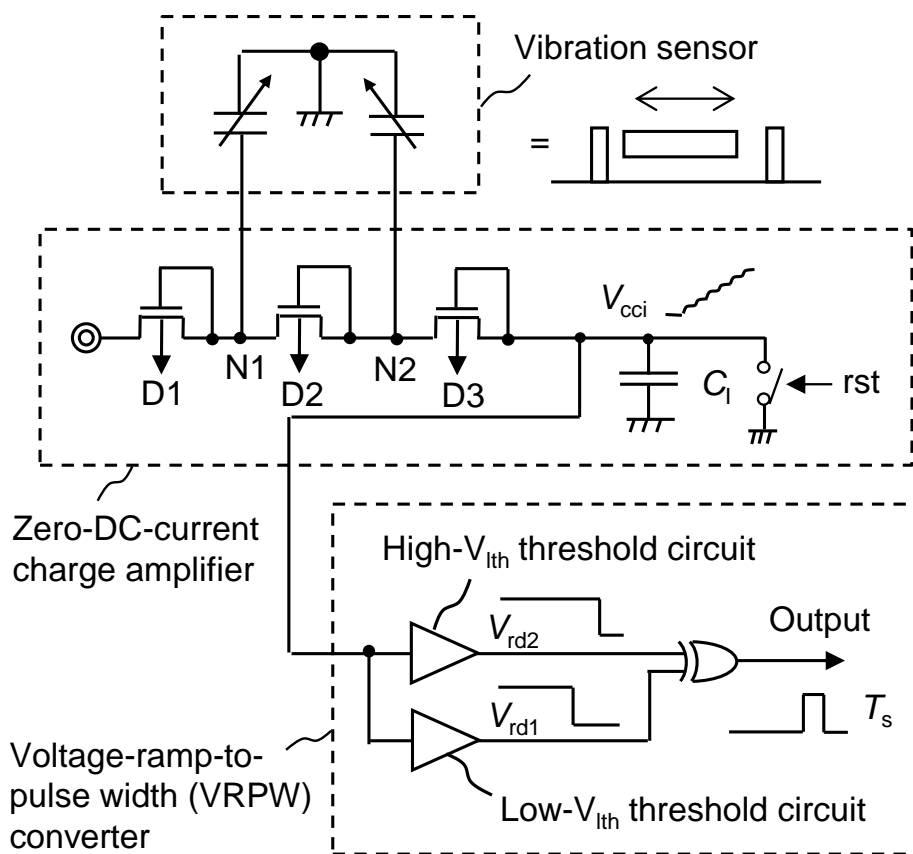 Vibration sensor
=
Vcci
N1
N2
D1
D2
D3
Cl
rst
Zero-DC-current
charge amplifier
High-Vlth threshold circuit
Vrd2
Output
Vrd1
Ts
Voltage-ramp-to-
pulse width (VRPW)
converter
Low-Vlth threshold circuit